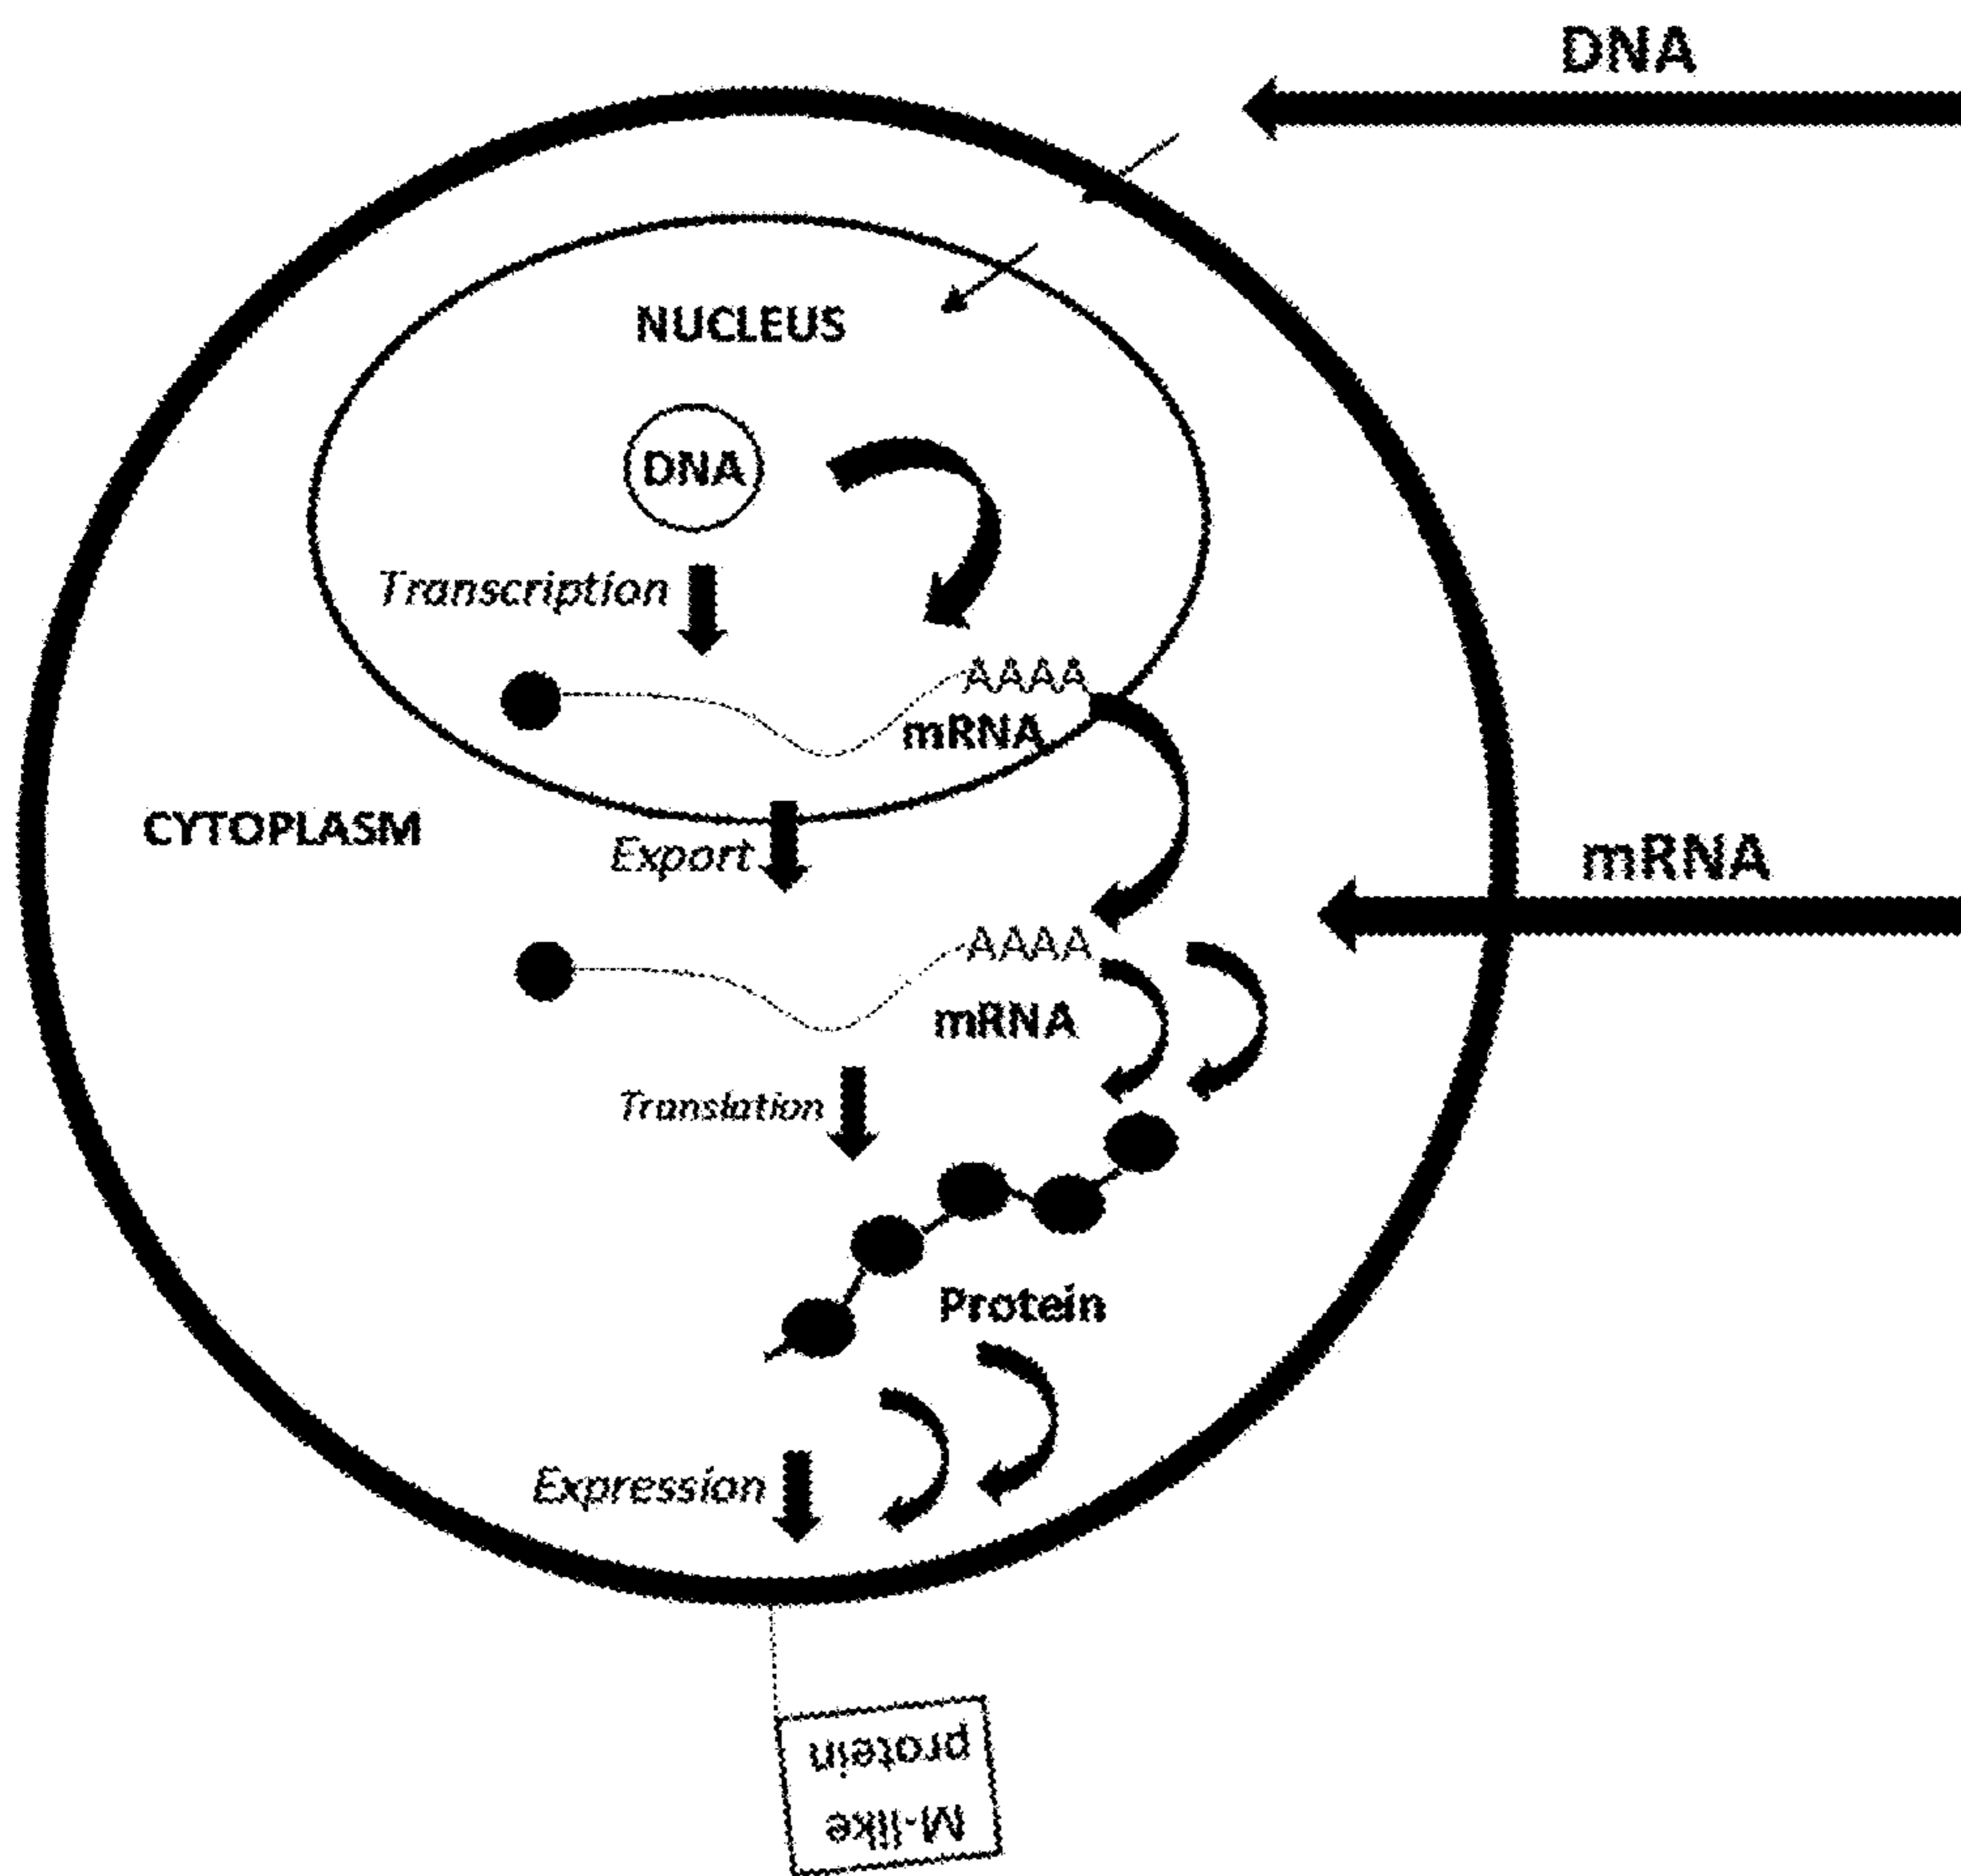 DNA
NUCLEUS
DNA
Transcription
AAAA
mRNA
CYTOPLASM
Export
mRNA
AAAA
mRNA
Translation
Protein
Expression
M-like
protein